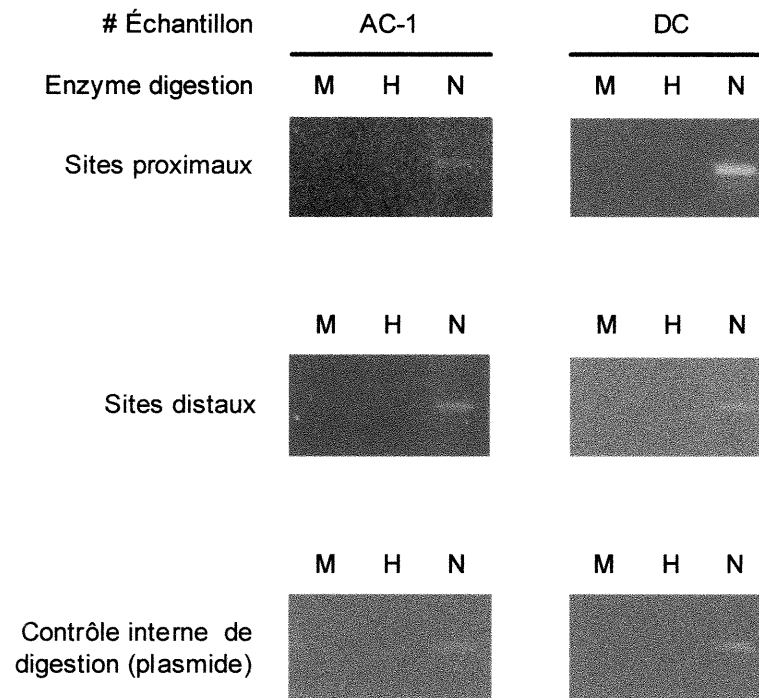 # Échantillon AC-1 DC
Enzyme digestion M H N M H N
Sites proximaux
M H N M H N
Sites distaux
M H N M H N
Contrôle interne de
digestion (plasmide)